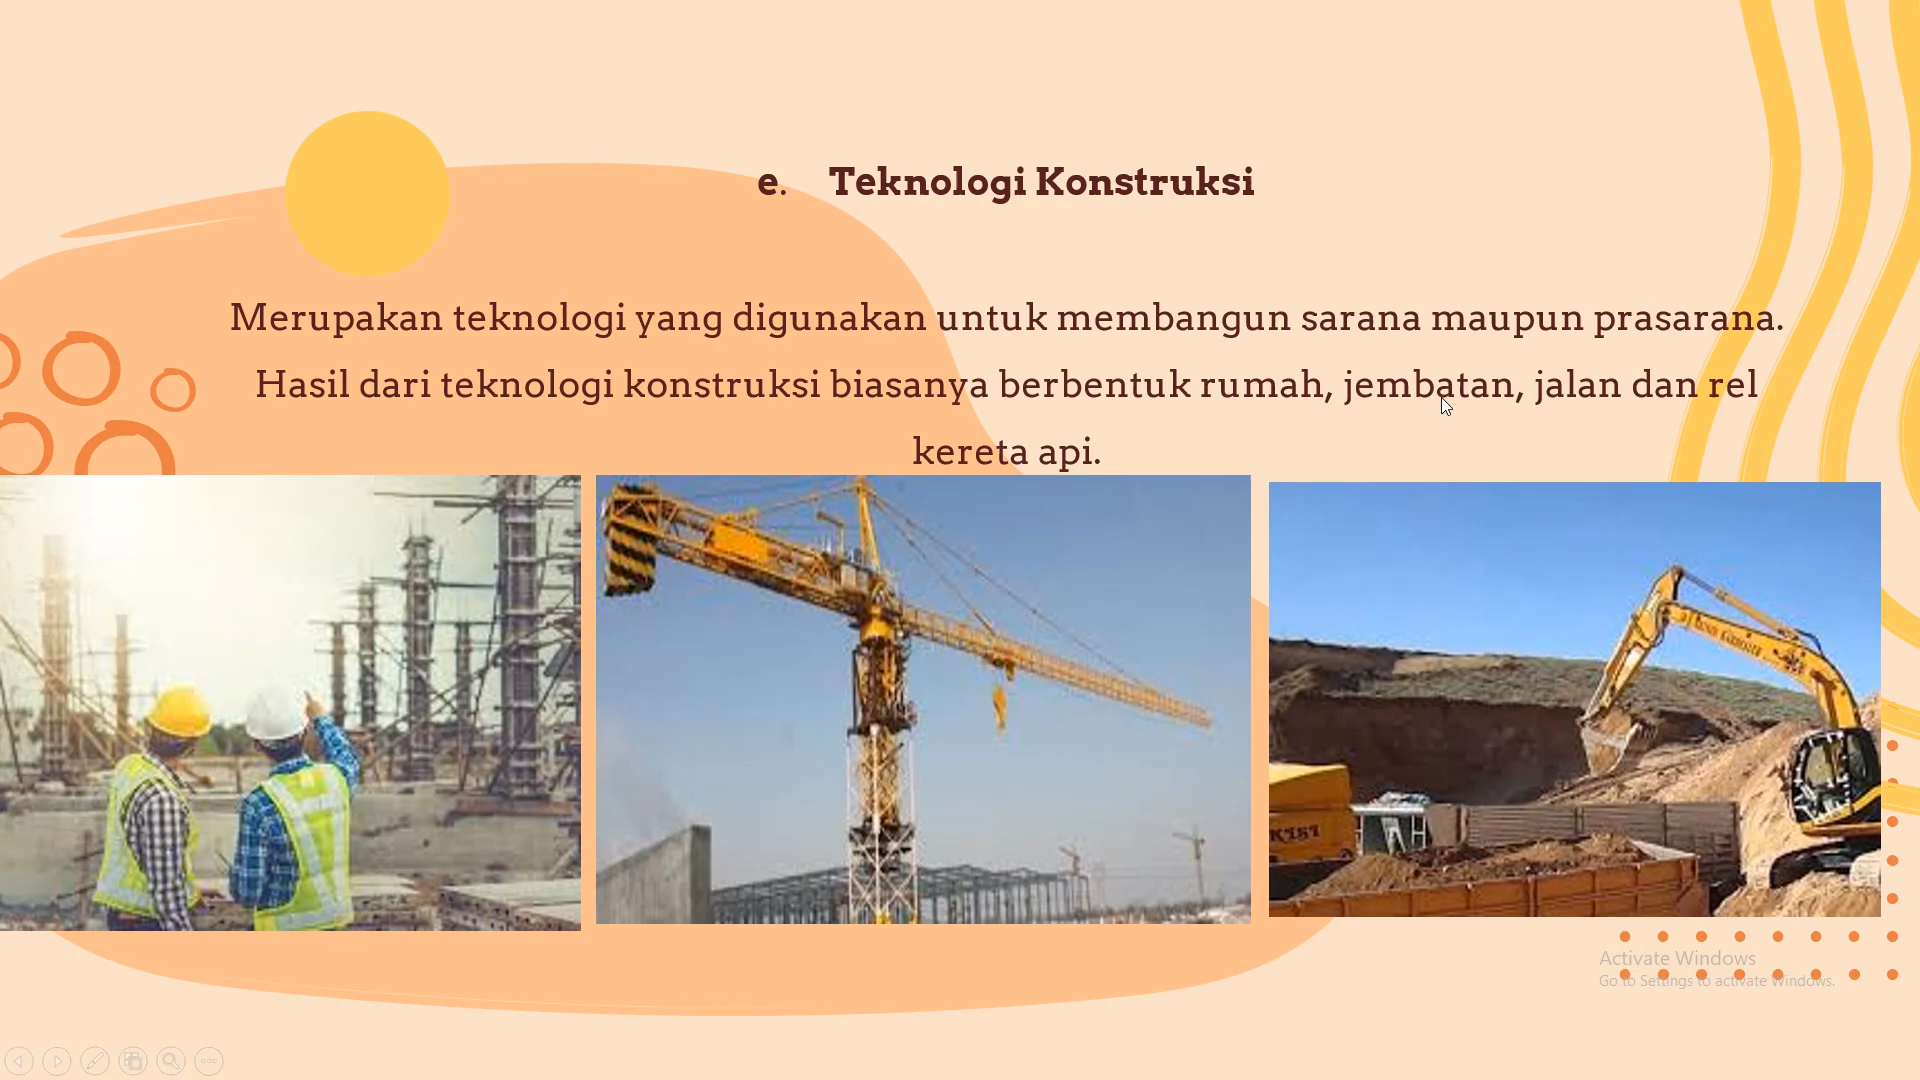 e. Teknologi Konstruksi
Merupakan teknologi yang digunakan untuk membangun sarana maupun prasarana.
Hasil dari teknologi konstruksi biasanya berbentuk rumah, jembatan, jalan dan rel
kereta api.
Activate Windows
Go to Settings to activate Windows.